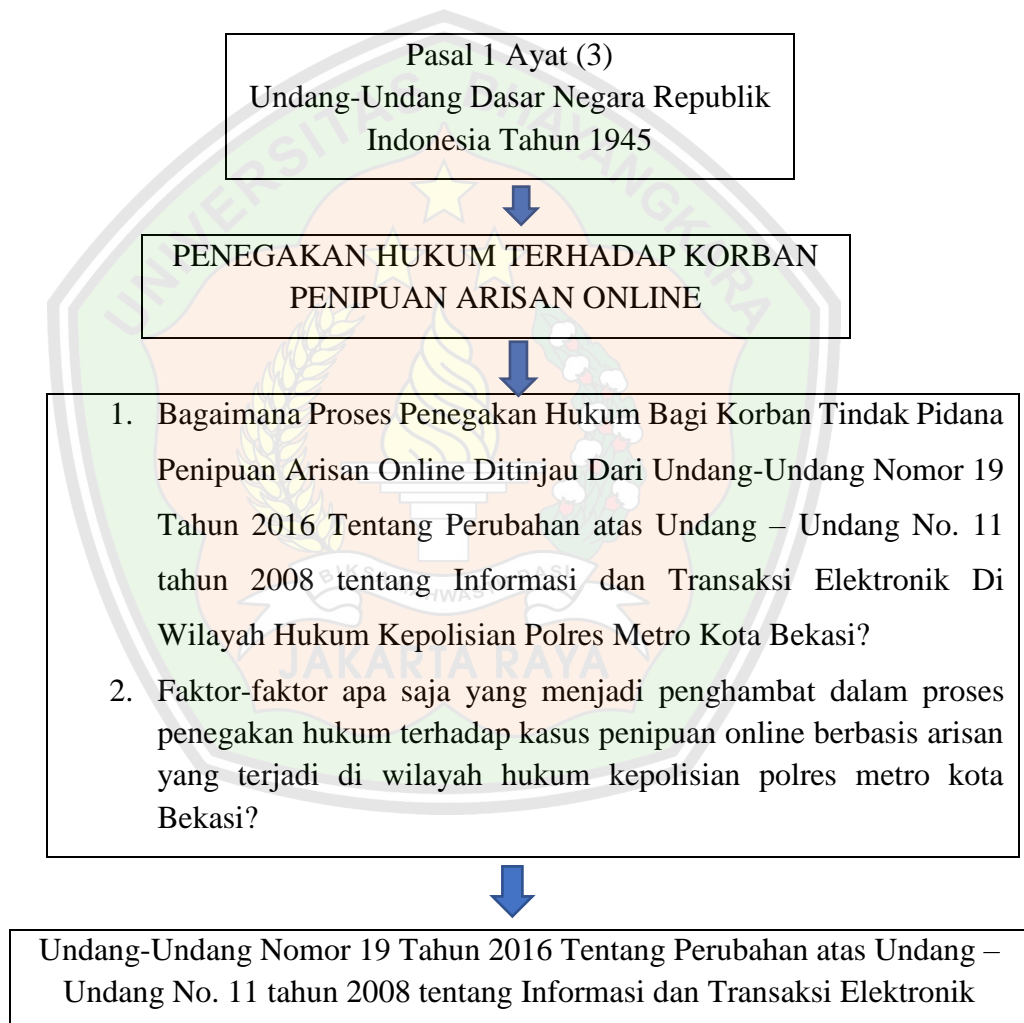 Pasal 1 Ayat (3)
Undang-Undang Dasar Negara Republik
Indonesia Tahun 1945
PENEGAKAN HUKUM TERHADAP KORBAN
PENIPUAN ARISAN ONLINE
1. Bagaimana Proses Penegakan Hukum Bagi Korban Tindak Pidana
Penipuan Arisan Online Ditinjau Dari Undang-Undang Nomor 19
Tahun 2016 Tentang Perubahan atas Undang – Undang No. 11
tahun 2008 tentang Informasi dan Transaksi Elektronik Di
Wilayah Hukum Kepolisian Polres Metro Kota Bekasi?
2. Faktor-faktor apa saja yang menjadi penghambat dalam proses
penegakan hukum terhadap kasus penipuan online berbasis arisan
yang terjadi di wilayah hukum kepolisian polres metro kota
Bekasi?
Undang-Undang Nomor 19 Tahun 2016 Tentang Perubahan atas Undang –
Undang No. 11 tahun 2008 tentang Informasi dan Transaksi Elektronik
UNIVERSITAS BHAYANGKARA
JAKARTA RAYA